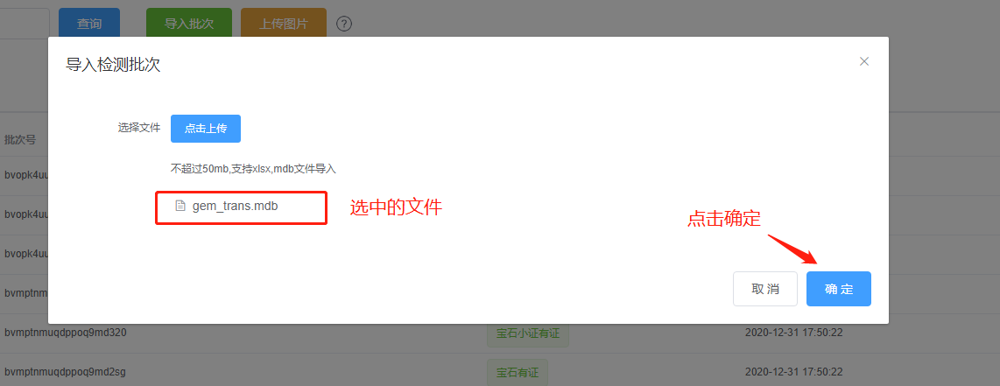 查询 导入批次 上传图片 ?
导入检测批次
选择文件 点击上传
不超过50mb,支持xlsx,mdb文件导入
gem_trans.mdb 选中的文件
点击确定
取消 确定
批次号
bvopk4uu
bvopk4uu
bvopk4uu
bvmptnm
bvmptnmuqdppoq9md320 宝石小证有证 2020-12-31 17:50:22
bvmptnmuqdppoq9md2sg 宝石有证 2020-12-31 17:50:22